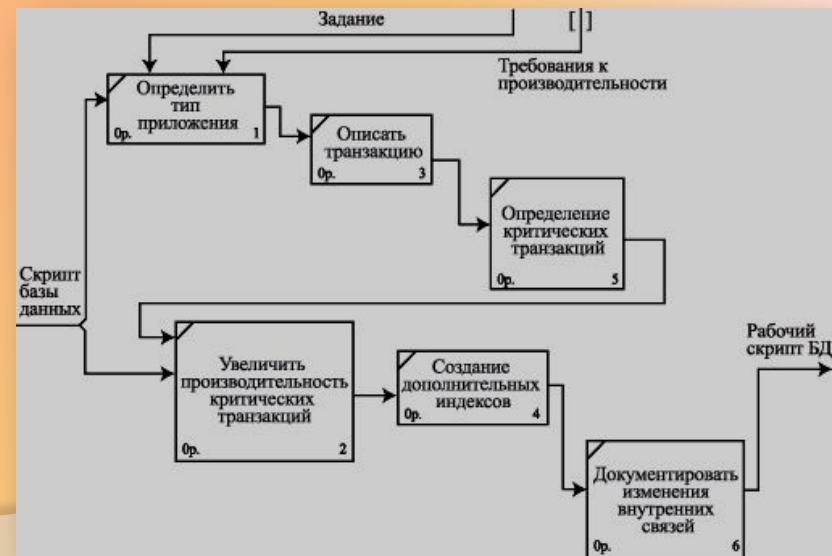 Задание
[ ]
Требования к
производительности
Определить
тип
приложения
0р. 1
Описать
транзакцию
0р. 3
Определение
критических
транзакций
0р. 5
Скрипт
базы
данных
Увеличить
производительность
критических
транзакций
0р. 2
Создание
дополнительных
индексов
0р. 4
Рабочий
скрипт БД
Документировать
изменения
внутренних
связей
0р. 6